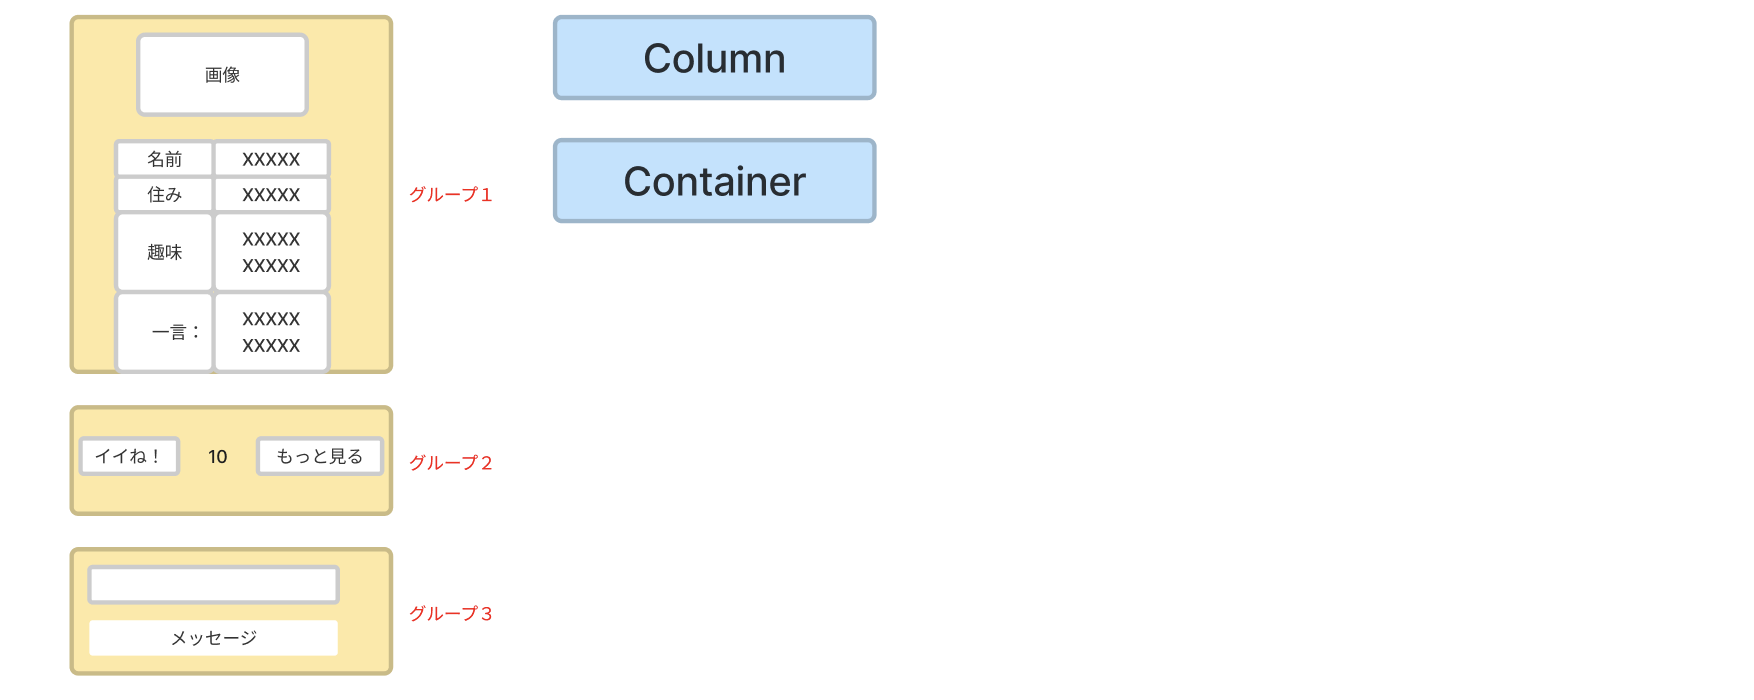 画像
名前 XXXXX
住み XXXXX
趣味 XXXXX
XXXXX
一言： XXXXX
XXXXX
グループ１
イイね！ 10 もっと見る
グループ２
メッセージ
グループ３
Column
Container